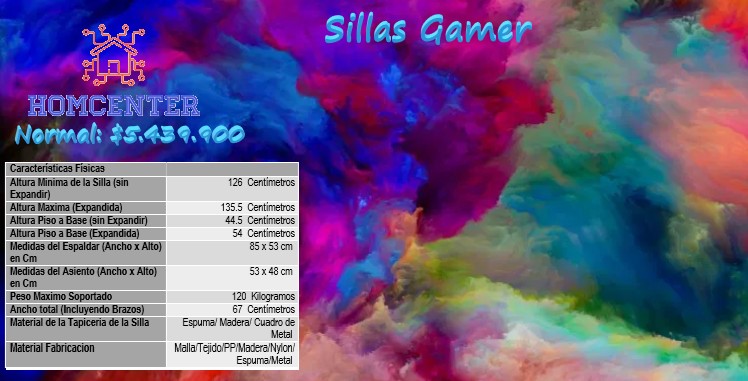 Sillas Gamer
HOMCENTER
Normal: $5.439.900
Características Físicas
Altura Minima de la Silla (sin 126 Centímetros
Expandir)
Altura Maxima (Expandida) 135.5 Centímetros
Altura Piso a Base (sin Expandir) 44.5 Centímetros
Altura Piso a Base (Expandida) 54 Centímetros
Medidas del Espaldar (Ancho x Alto) 85 x 53 cm
en Cm
Medidas del Asiento (Ancho x Alto) 53 x 48 cm
en Cm
Peso Maximo Soportado 120 Kilogramos
Ancho total (Incluyendo Brazos) 67 Centímetros
Material de la Tapiceria de la Silla Espuma/ Madera/ Cuadro de
Metal
Material Fabricacion Malla/Tejido/PP/Madera/Nylon/
Espuma/Metal